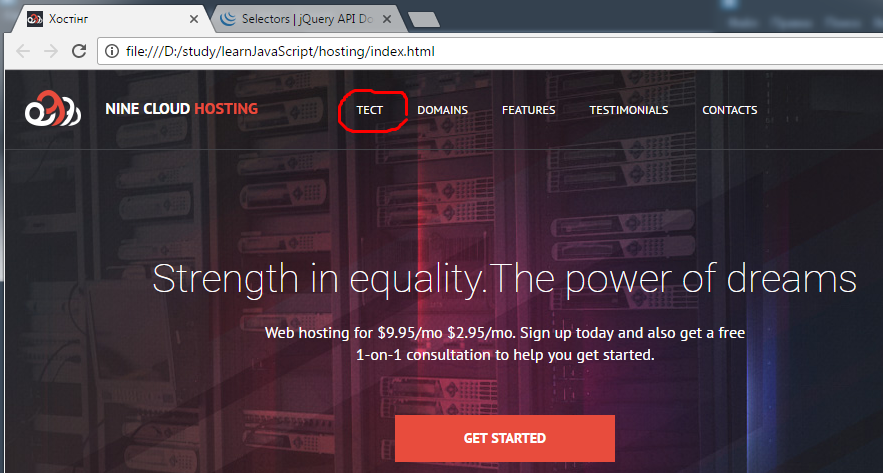 Хостінг
Selectors | jQuery API Do
file:///D:/study/learnJavaScript/hosting/index.html
NINE CLOUD HOSTING
ТЕСТ
DOMAINS
FEATURES
TESTIMONIALS
CONTACTS
Strength in equality.The power of dreams
Web hosting for $9.95/mo $2.95/mo. Sign up today and also get a free
1-on-1 consultation to help you get started.
GET STARTED